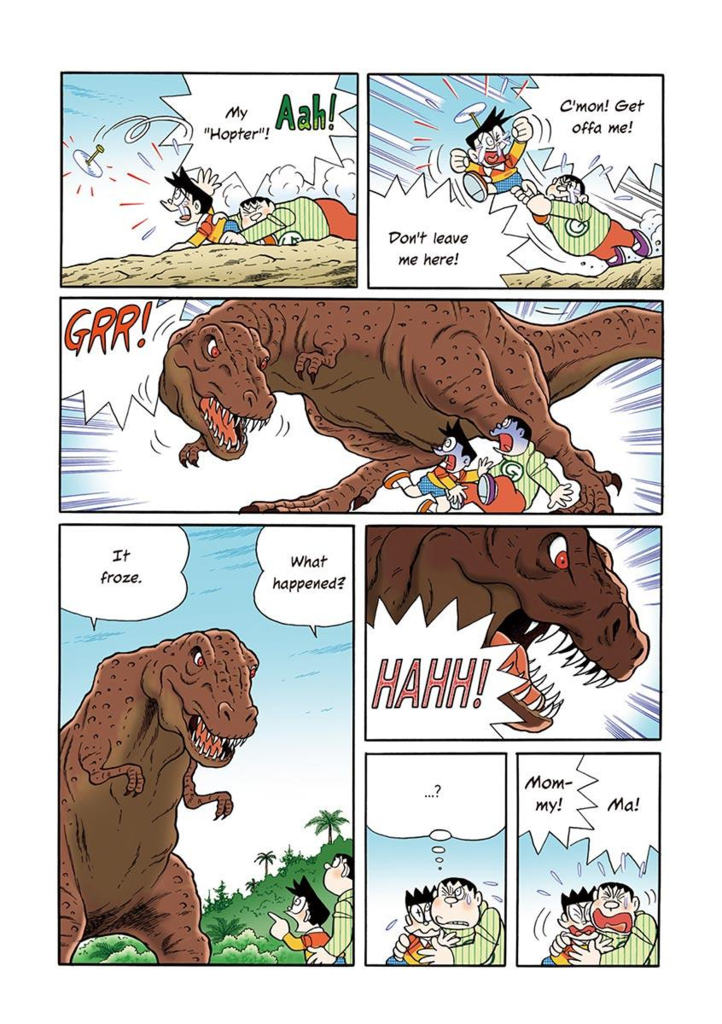 C'mon! Get
offa me!
Don't leave
me here!
Aah!
My
"Hopter"!
GRR!
HAHH!
Ma!
Mom-
my!
...?
What
happened?
It
froze.